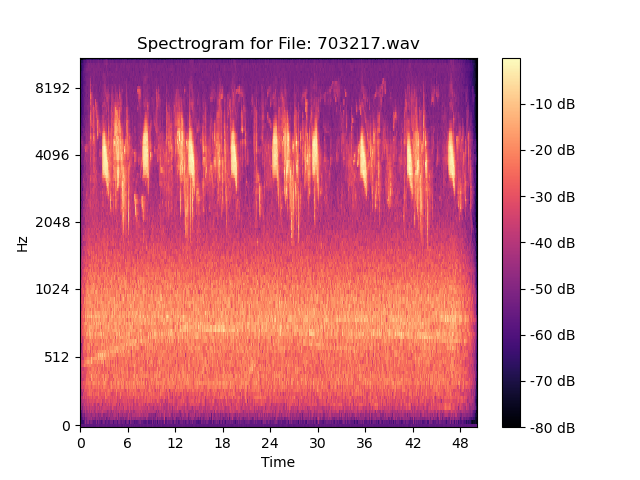 Spectrogram for File: 703217.wav
8192
4096
2048
1024
512
0
Hz
0 6 12 18 24 30 36 42 48
Time
-10 dB
-20 dB
-30 dB
-40 dB
-50 dB
-60 dB
-70 dB
-80 dB